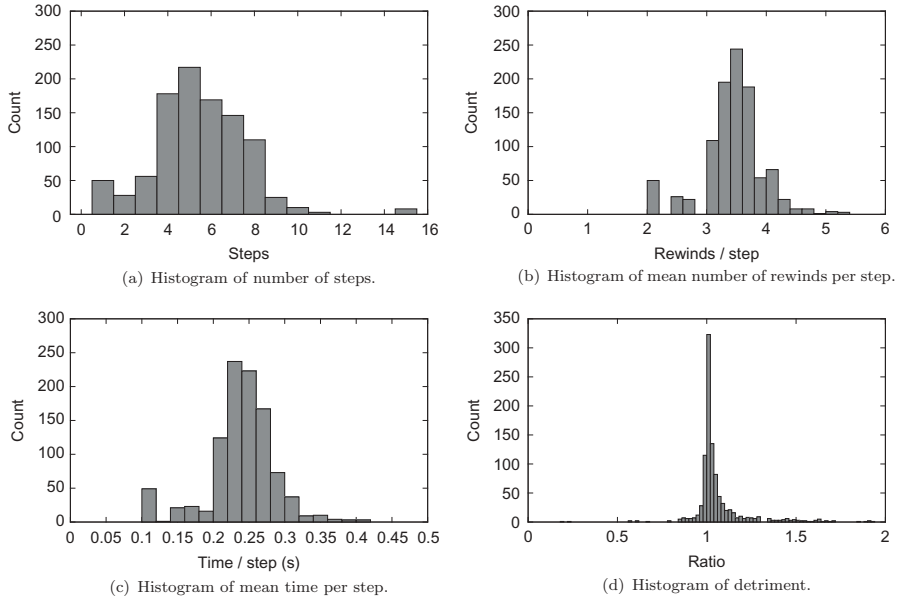 300
250
200
150
100
50
0
Count
0 2 4 6 8 10 12 14 16
Steps
(a) Histogram of number of steps.
300
250
200
150
100
50
0
Count
0 1 2 3 4 5 6
Rewinds / step
(b) Histogram of mean number of rewinds per step.
300
250
200
150
100
50
0
Count
0 0.05 0.1 0.15 0.2 0.25 0.3 0.35 0.4 0.45 0.5
Time / step (s)
(c) Histogram of mean time per step.
350
300
250
200
150
100
50
0
Count
0 0.5 1 1.5 2
Ratio
(d) Histogram of detriment.